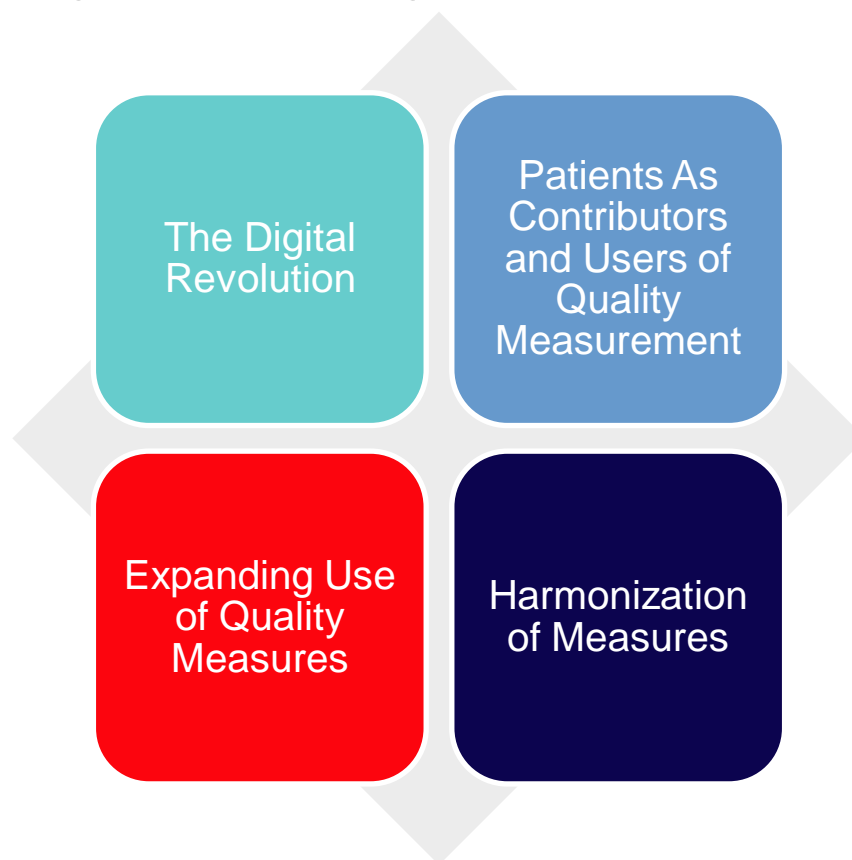 The Digital
Revolution
Patients As
Contributors
and Users of
Quality
Measurement
Expanding Use
of Quality
Measures
Harmonization
of Measures